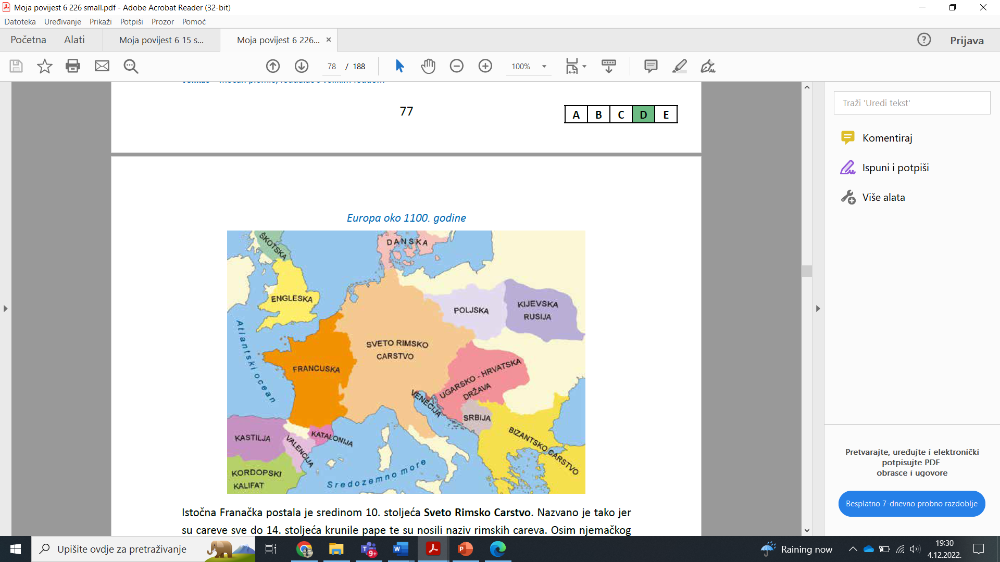 Moja povijest 6 226 small.pdf - Adobe Acrobat Reader (32-bit)
Datoteka Uređivanje Prikaži Potpiši Prozor Pomoć
Početna Alati Moja povijest 6 15 s... Moja povijest 6 226... × ? Prijava
78 / 188 100%
77
A B C D E
Traži 'Uredi tekst'
Komentiraj
Ispuni i potpiši
Više alata
Europa oko 1100. godine
ŠKOTSKA
DANSKA
ENGLESKA
POLJSKA
KIJEVSKA
RUSIJA
Atlantski ocean
SVETO RIMSKO
CARSTVO
FRANCUSKA
UGARSKO - HRVATSKA
DRŽAVA
VENECIJA
SRBIJA
BIZANTSKO CARSTVO
KASTILJA
VALENCIJA
KATALONIJA
KORDOPSKI
KALIFAT
Sredozemno more
Istočna Franačka postala je sredinom 10. stoljeća Sveto Rimsko Carstvo. Nazvano je tako jer
su careve sve do 14. stoljeća krunile pape te su nosili naziv rimskih careva. Osim njemačkog
Pretvarajte, uređujte i elektronički
potpisujte PDF
obrasce i ugovore
Besplatno 7-dnevno probno razdoblje
Upišite ovdje za pretraživanje
9+
Raining now
19:30
4.12.2022.